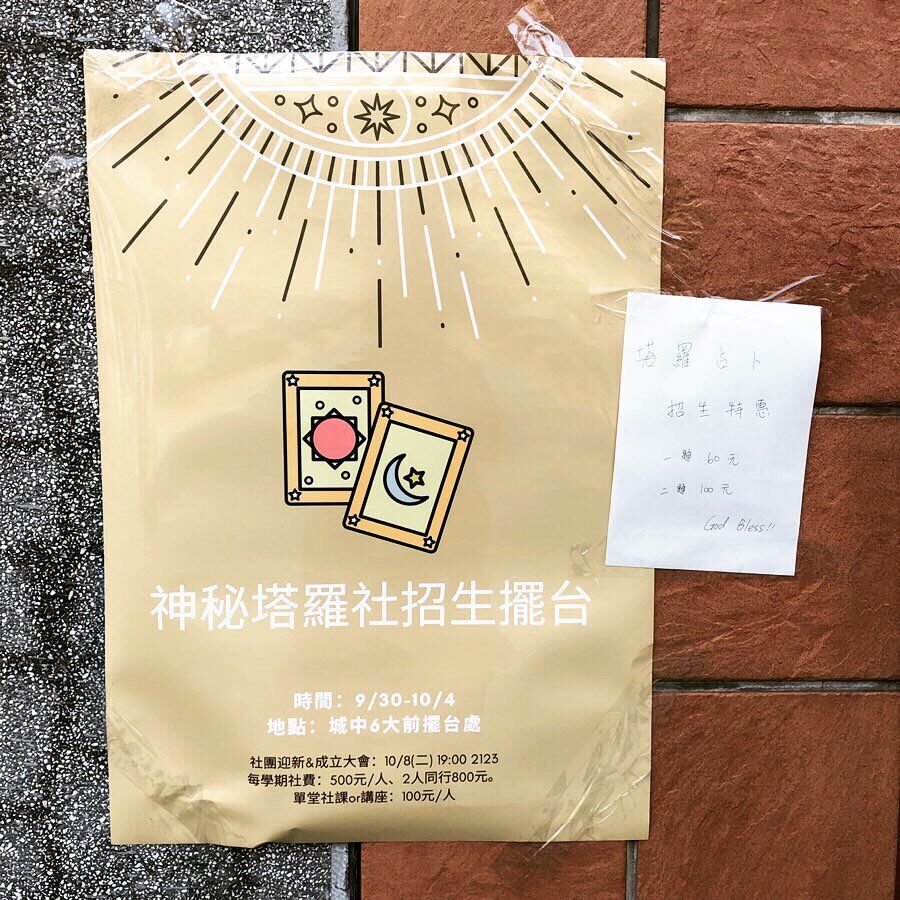 神秘塔羅社招生擺台
時間：9/30-10/4
地點：城中6大前擺台處
社團迎新&成立大會：10/8(二) 19:00 2123
每學期社費：500元/人、2人同行800元。
單堂社課or講座：100元/人
塔羅占卜
招生特惠
一題 60元
二題 100元
God Bless!!